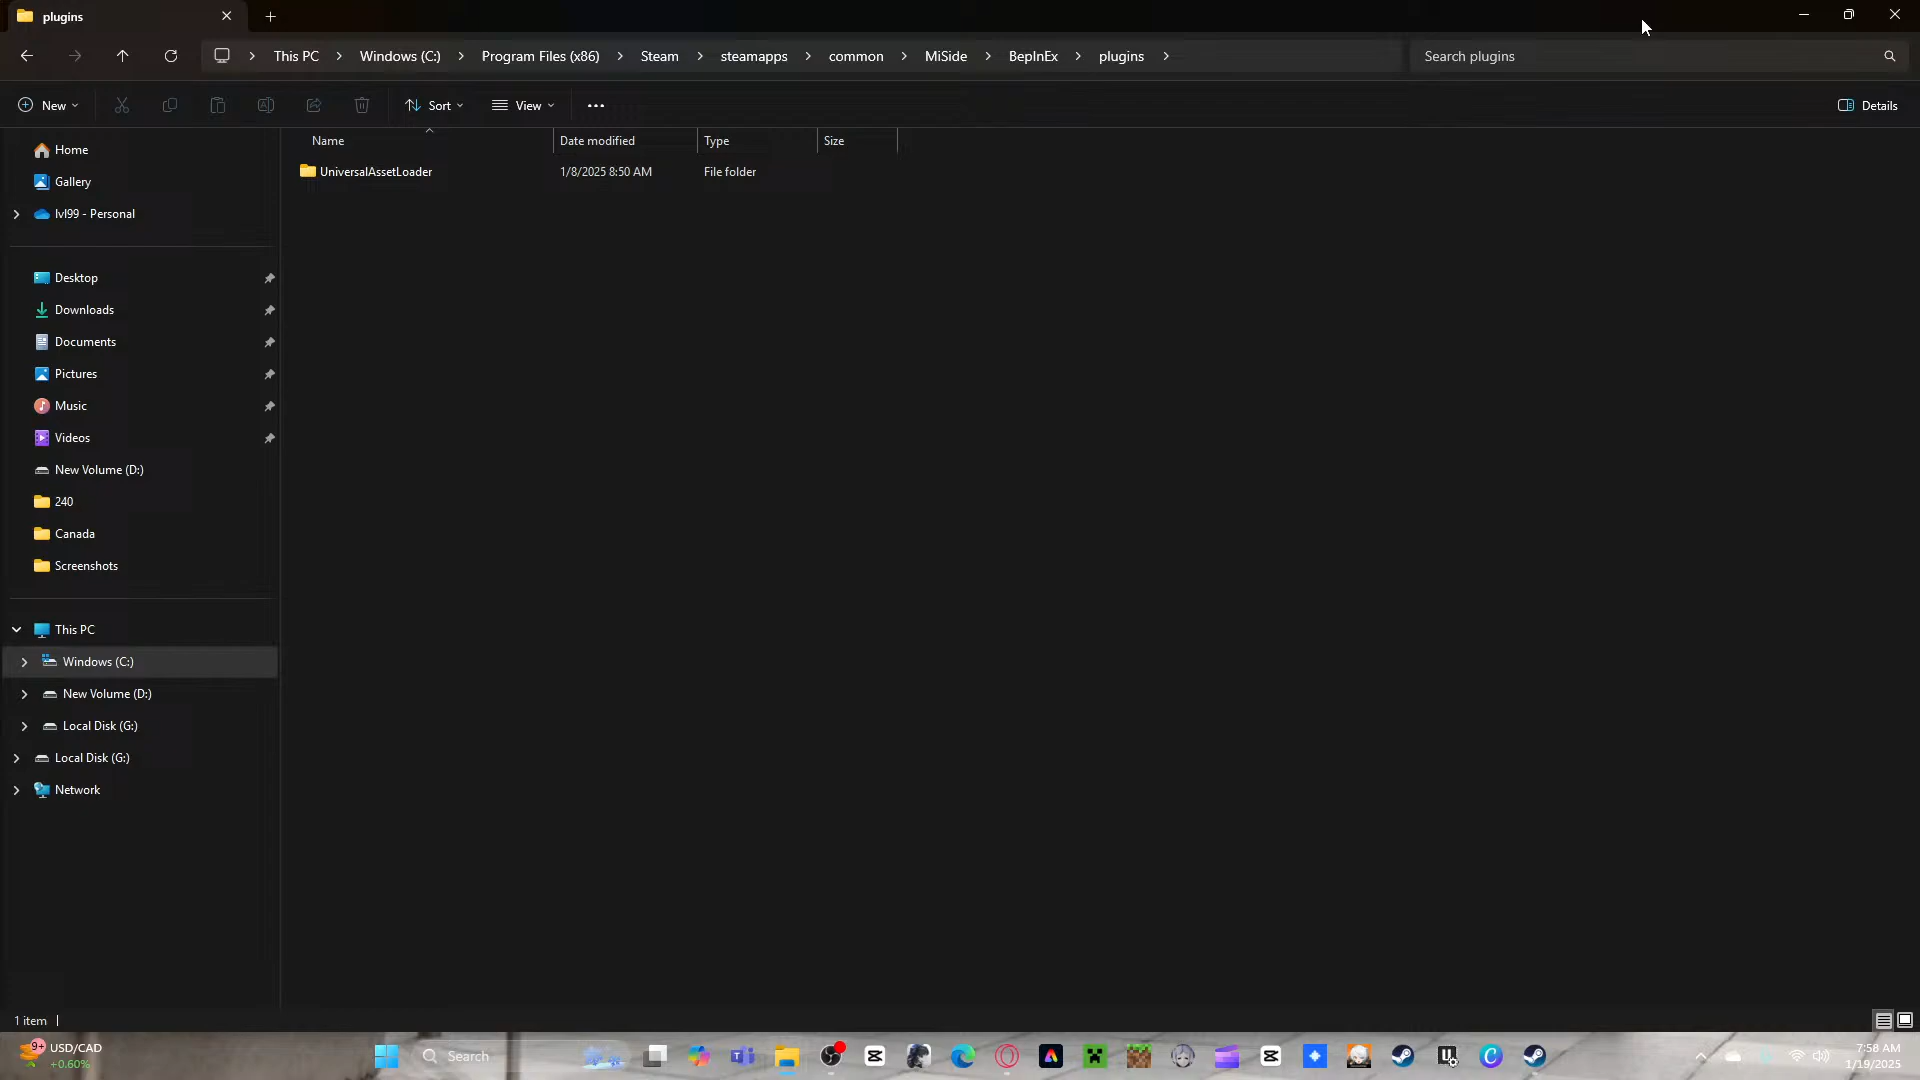 plugins
This PC > Windows (C:) > Program Files (x86) > Steam > steamapps > common > MiSide > BepInEx > plugins >
Search plugins
New
Sort
View
Details
Name
Date modified
Type
Size
UniversalAssetLoader
1/8/2025 8:50 AM
File folder
Home
Gallery
lvl99 - Personal
Desktop
Downloads
Documents
Pictures
Music
Videos
New Volume (D:)
240
Canada
Screenshots
This PC
Windows (C:)
New Volume (D:)
Local Disk (G:)
Local Disk (G:)
Network
1 item
9+
USD/CAD
+0.60%
Search
7:58 AM
1/19/2025